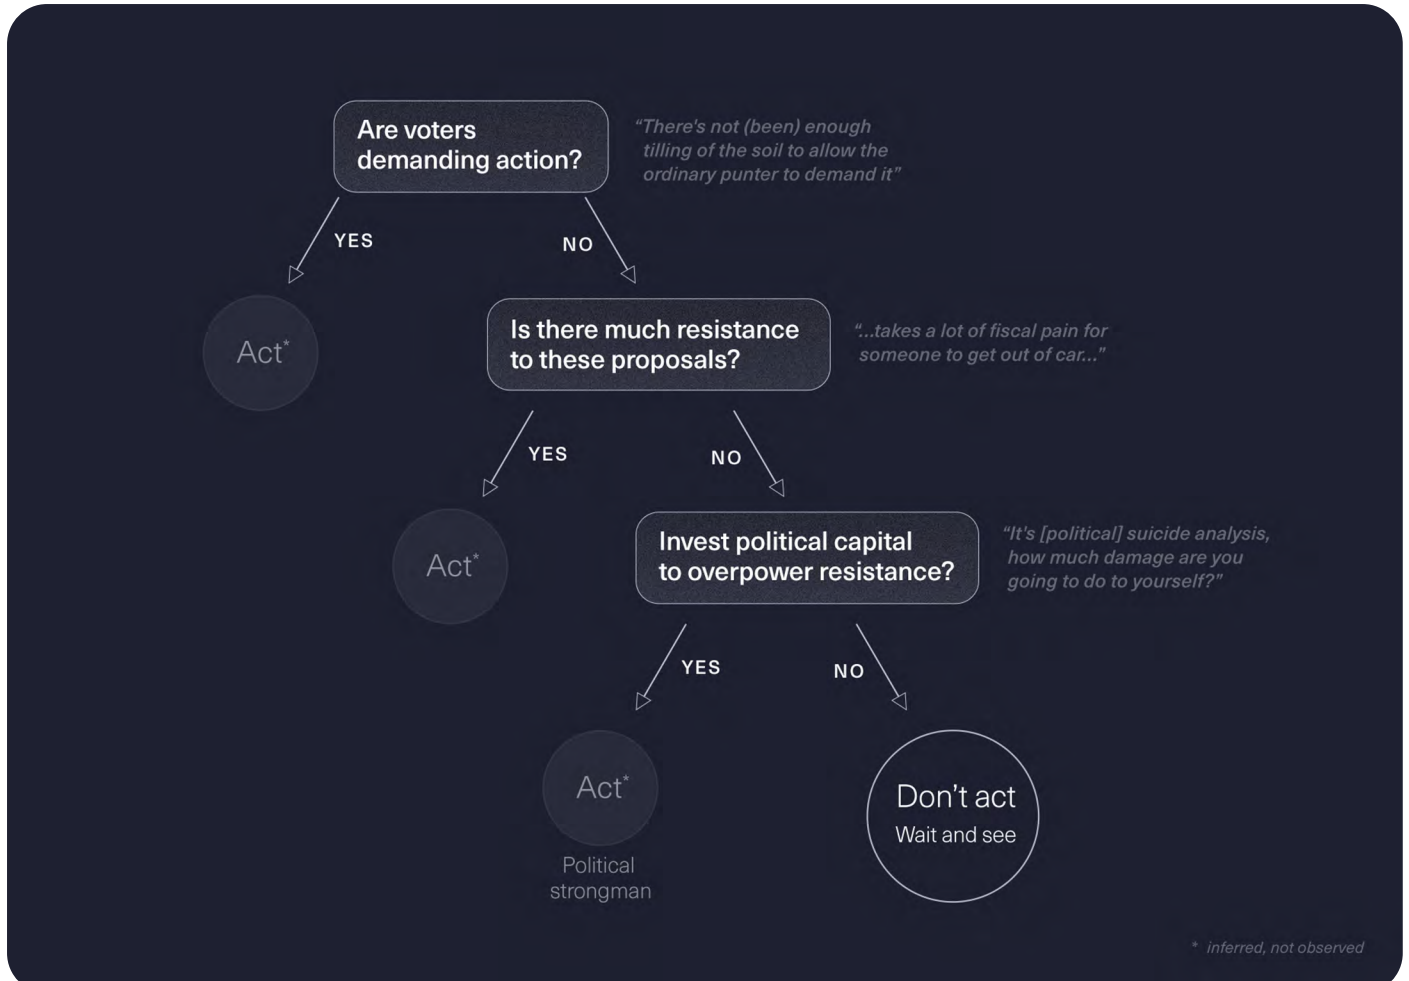 Are voters
demanding action?
“There's not (been) enough
tilling of the soil to allow the
ordinary punter to demand it”
YES
NO
Act*
Is there much resistance
to these proposals?
“...takes a lot of fiscal pain for
someone to get out of car...”
YES
NO
Act*
Invest political capital
to overpower resistance?
“It's [political] suicide analysis,
how much damage are you
going to do to yourself?”
YES
NO
Act*
Political
strongman
Don’t act
Wait and see
* inferred, not observed